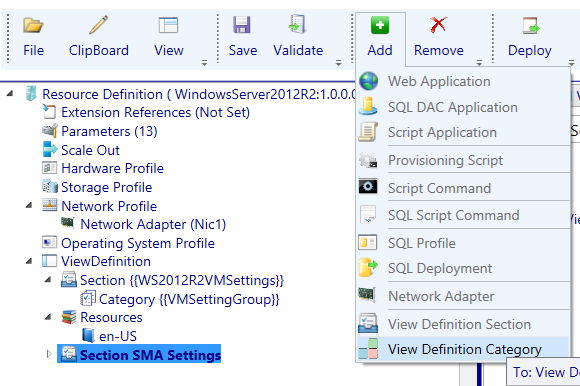 File ClipBoard View Save Validate Add Remove Deploy
Resource Definition ( WindowsServer2012R2:1.0.0.
Extension References (Not Set)
Parameters (13)
Scale Out
Hardware Profile
Storage Profile
Network Profile
Network Adapter (Nic1)
Operating System Profile
ViewDefinition
Section {{WS2012R2VMSettings}}
Category {{VMSettingGroup}}
Resources
en-US
Section SMA Settings
Web Application
SQL DAC Application
Script Application
Provisioning Script
Script Command
SQL Script Command
SQL Profile
SQL Deployment
Network Adapter
View Definition Section
View Definition Category
To: View De